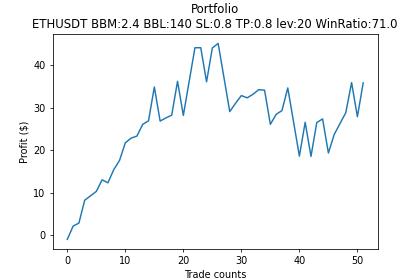 Portfolio
ETHUSDT BBM:2.4 BBL:140 SL:0.8 TP:0.8 lev:20 WinRatio:71.0
40
30
20
10
0
Profit ($)
0
10
20
30
40
50
Trade counts